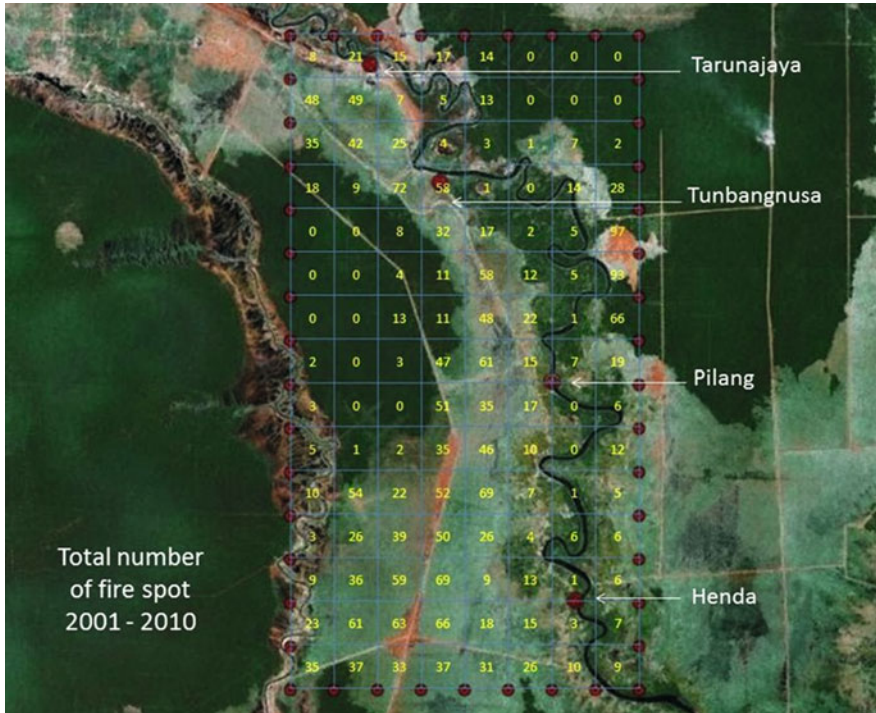 8 21 15 17 14 0 0 0
Tarunajaya
48 49 7 5 13 0 0 0
35 42 25 4 3 1 7 2
18 9 72 58 1 0 14 28
Tunbangnusa
0 0 8 32 17 2 5 97
0 0 4 11 58 12 5 93
0 0 13 11 48 22 1 66
2 0 3 47 61 15 7 19
Pilang
3 0 0 51 35 17 0 6
5 1 2 35 46 10 0 12
10 54 22 52 69 7 1 5
3 26 39 50 26 4 6 6
Total number
of fire spot
2001 - 2010
9 36 59 69 9 13 1 6
Henda
23 61 63 66 18 15 3 7
35 37 33 37 31 26 10 9